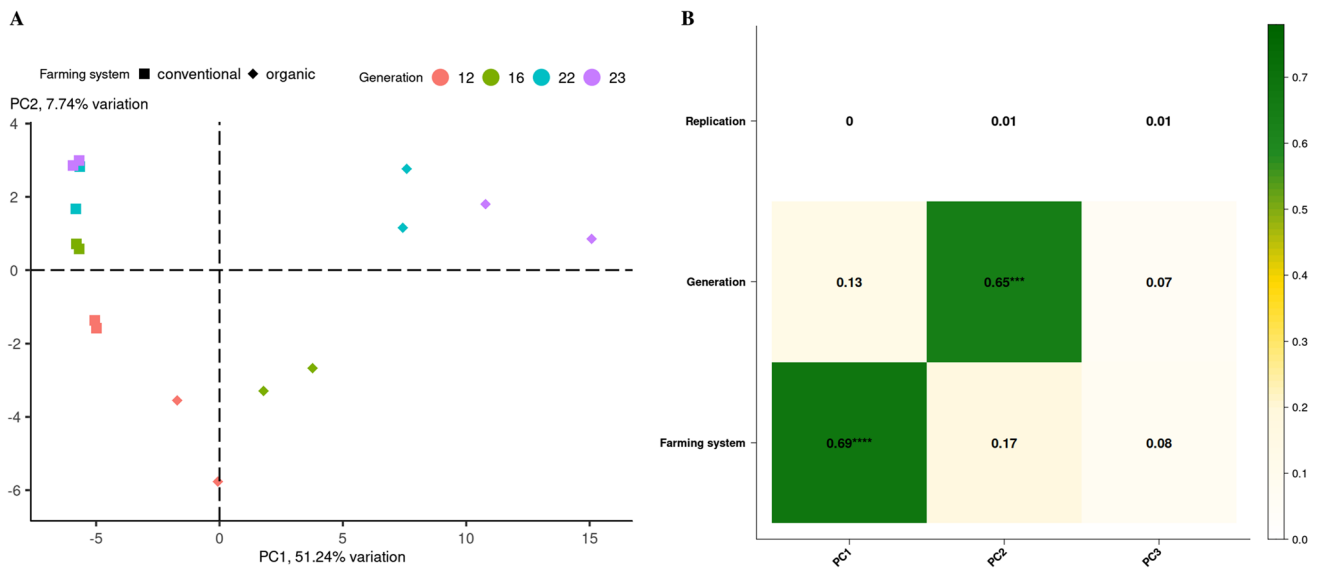 A
Farming system conventional organic Generation 12 16 22 23
PC2, 7.74% variation
4
2
0
-2
-4
-6
-5 0 5 10 15
PC1, 51.24% variation
B
Replication 0 0.01 0.01
Generation 0.13 0.65*** 0.07
Farming system 0.69**** 0.17 0.08
PC1 PC2 PC3
0.7
0.6
0.5
0.4
0.3
0.2
0.1
0.0